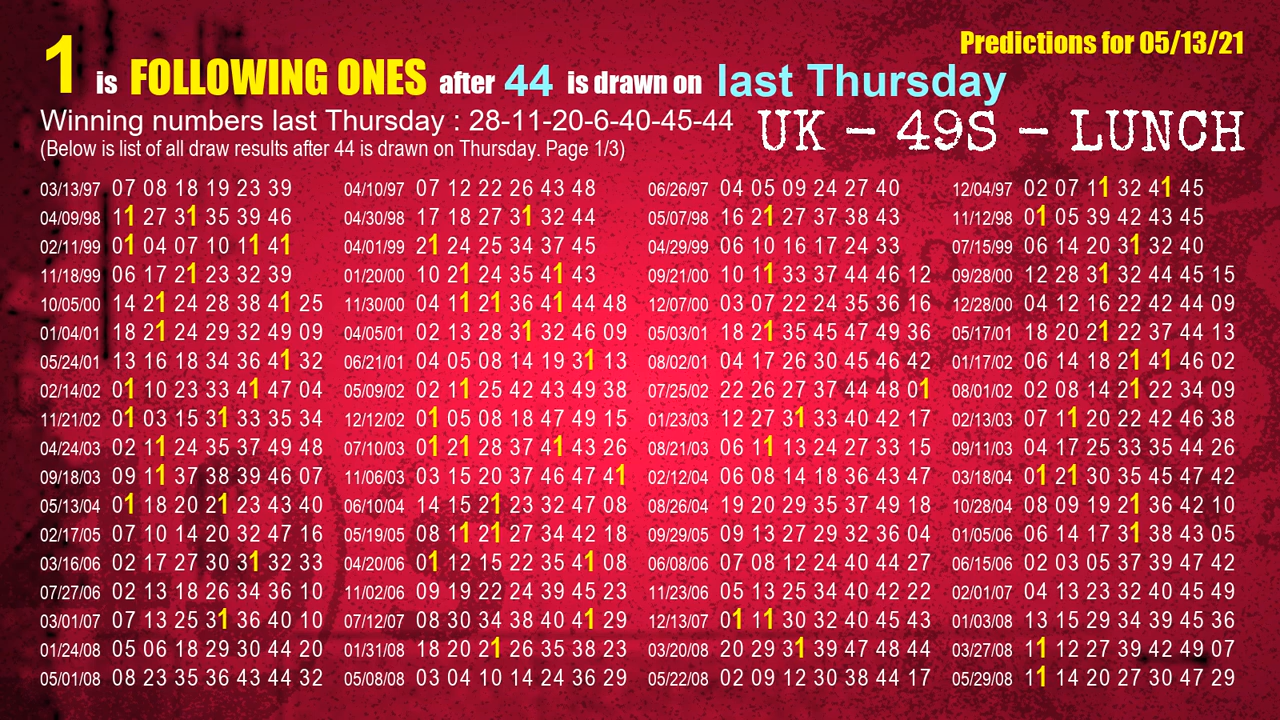 Predictions for 05/13/21
1 is FOLLOWING ONES after 44 is drawn on last Thursday
Winning numbers last Thursday : 28-11-20-6-40-45-44
UK - 49S - LUNCH
(Below is list of all draw results after 44 is drawn on Thursday. Page 1/3)
03/13/97 07 08 18 19 23 39 04/10/97 07 12 22 26 43 48 06/26/97 04 05 09 24 27 40 12/04/97 02 07 11 32 41 45
04/09/98 11 27 31 35 39 46 04/30/98 17 18 27 31 32 44 05/07/98 16 21 27 37 38 43 11/12/98 01 05 39 42 43 45
02/11/99 01 04 07 10 11 41 04/01/99 21 24 25 34 37 45 04/29/99 06 10 16 17 24 33 07/15/99 06 14 20 31 32 40
11/18/99 06 17 21 23 32 39 01/20/00 10 21 24 35 41 43 09/21/00 10 11 33 37 44 46 12 09/28/00 12 28 31 32 44 45 15
10/05/00 14 21 24 28 38 41 25 11/30/00 04 11 21 36 41 44 48 12/07/00 03 07 22 24 35 36 16 12/28/00 04 12 16 22 42 44 09
01/04/01 18 21 24 29 32 49 09 04/05/01 02 13 28 31 32 46 09 05/03/01 18 21 35 45 47 49 36 05/17/01 18 20 21 22 37 44 13
05/24/01 13 16 18 34 36 41 32 06/21/01 04 05 08 14 19 31 13 08/02/01 04 17 26 30 45 46 42 01/17/02 06 14 18 21 41 46 02
02/14/02 01 10 23 33 41 47 04 05/09/02 02 11 25 42 43 49 38 07/25/02 22 26 27 37 44 48 01 08/01/02 02 08 14 21 22 34 09
11/21/02 01 03 15 31 33 35 34 12/12/02 01 05 08 18 47 49 15 01/23/03 12 27 31 33 40 42 17 02/13/03 07 11 20 22 42 46 38
04/24/03 02 11 24 35 37 49 48 07/10/03 01 21 28 37 41 43 26 08/21/03 06 11 13 24 27 33 15 09/11/03 04 17 25 33 35 44 26
09/18/03 09 11 37 38 39 46 07 11/06/03 03 15 20 37 46 47 41 02/12/04 06 08 14 18 36 43 47 03/18/04 01 21 30 35 45 47 42
05/13/04 01 18 20 21 23 43 40 06/10/04 14 15 21 23 32 47 08 08/26/04 19 20 29 35 37 49 18 10/28/04 08 09 19 21 36 42 10
02/17/05 07 10 14 20 32 47 16 05/19/05 08 11 21 27 34 42 18 09/29/05 09 13 27 29 32 36 04 01/05/06 06 14 17 31 38 43 05
03/16/06 02 17 27 30 31 32 33 04/20/06 01 12 15 22 35 41 08 06/08/06 07 08 12 24 40 44 27 06/15/06 02 03 05 37 39 47 42
07/27/06 02 13 18 26 34 36 10 11/02/06 09 19 22 24 39 45 23 11/23/06 05 13 25 34 40 42 22 02/01/07 04 13 23 32 40 45 49
03/01/07 07 13 25 31 36 40 10 07/12/07 08 30 34 38 40 41 29 12/13/07 01 11 30 32 40 45 43 01/03/08 13 15 29 34 39 45 36
01/24/08 05 06 18 29 30 44 20 01/31/08 18 20 21 26 35 38 23 03/20/08 20 29 31 39 47 48 44 03/27/08 11 12 27 39 42 49 07
05/01/08 08 23 35 36 43 44 32 05/08/08 03 04 10 14 24 36 29 05/22/08 02 09 12 30 38 44 17 05/29/08 11 14 20 27 30 47 29